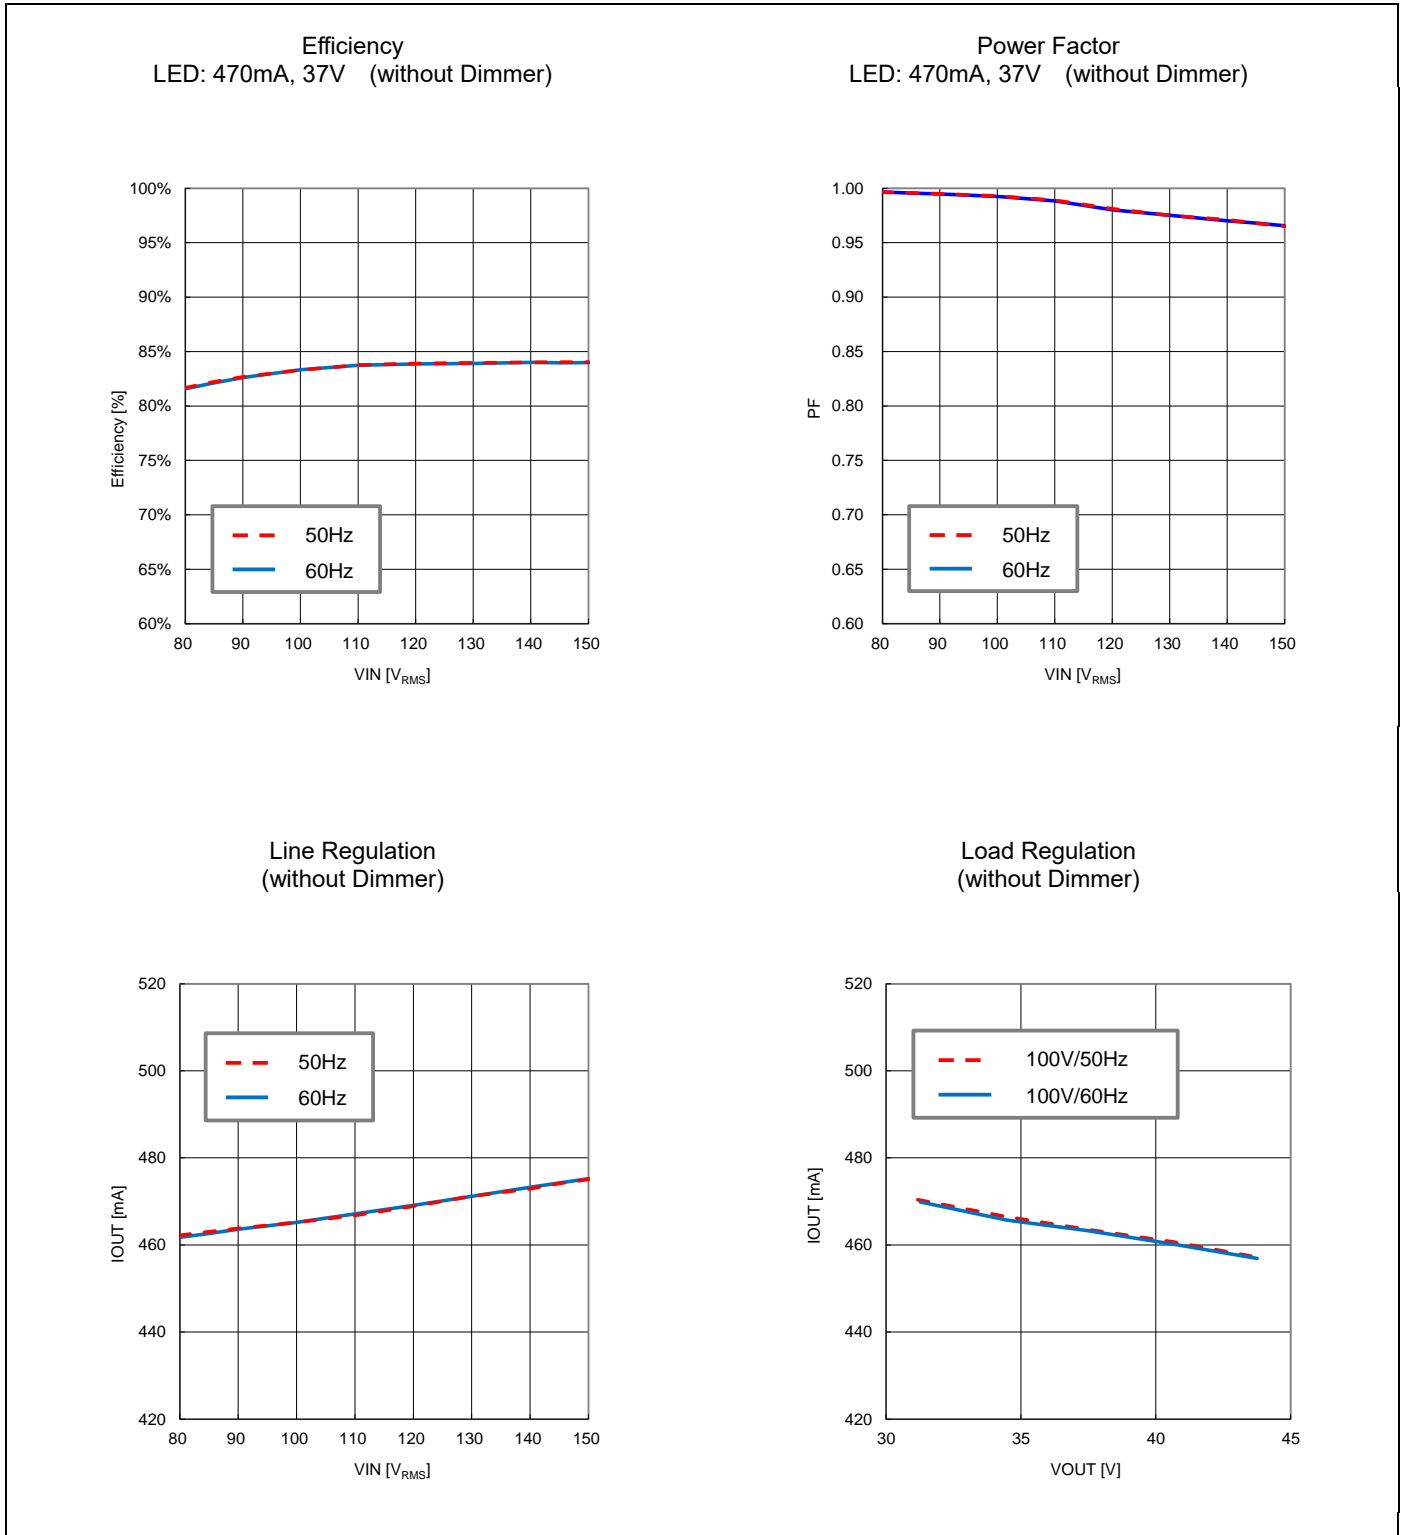 Efficiency
LED: 470mA, 37V (without Dimmer)
100%
95%
90%
85%
80%
75%
70%
65%
60%
Efficiency [%]
50Hz
60Hz
80 90 100 110 120 130 140 150
VIN [VRMS]
Power Factor
LED: 470mA, 37V (without Dimmer)
1.00
0.95
0.90
0.85
0.80
0.75
0.70
0.65
0.60
PF
50Hz
60Hz
80 90 100 110 120 130 140 150
VIN [VRMS]
Line Regulation
(without Dimmer)
520
500
480
460
440
420
IOUT [mA]
50Hz
60Hz
80 90 100 110 120 130 140 150
VIN [VRMS]
Load Regulation
(without Dimmer)
520
500
480
460
440
420
IOUT [mA]
100V/50Hz
100V/60Hz
30 35 40 45
VOUT [V]